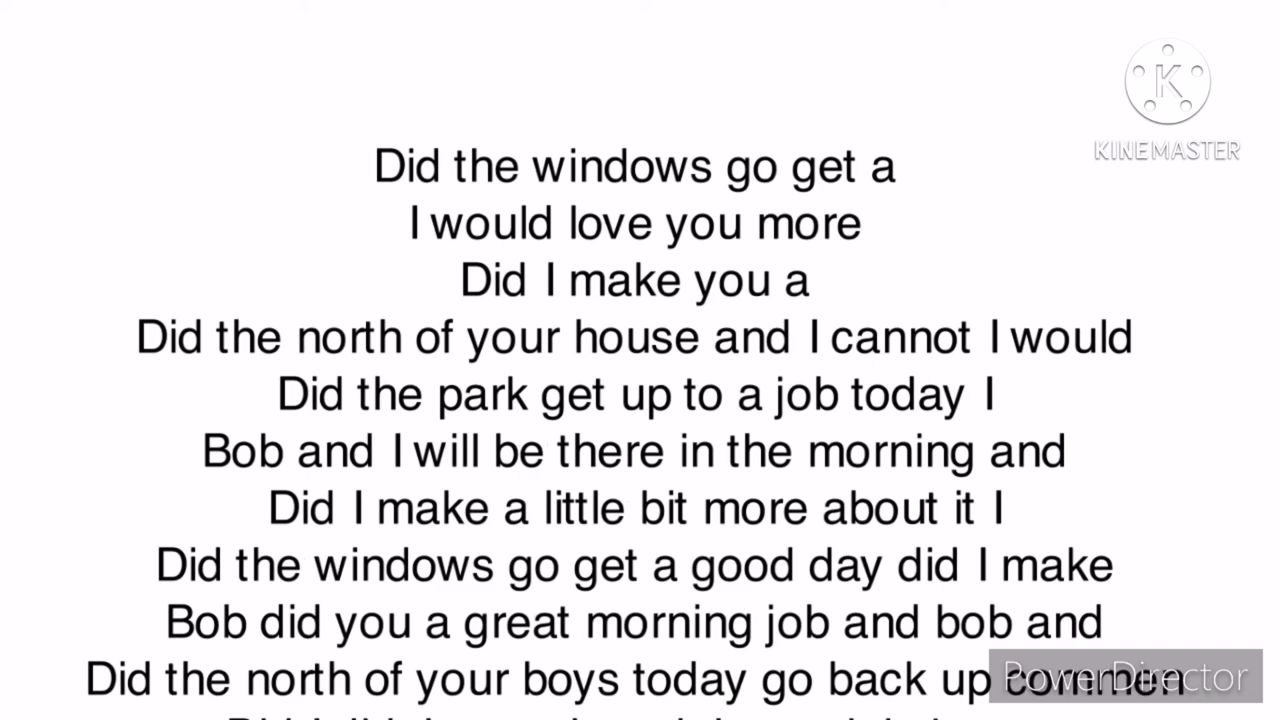 K
KINEMASTER
Did the windows go get a
I would love you more
Did I make you a
Did the north of your house and I cannot I would
Did the park get up to a job today I
Bob and I will be there in the morning and
Did I make a little bit more about it I
Did the windows go get a good day did I make
Bob did you a great morning job and bob and
Did the north of your boys today go back up
PowerDirector